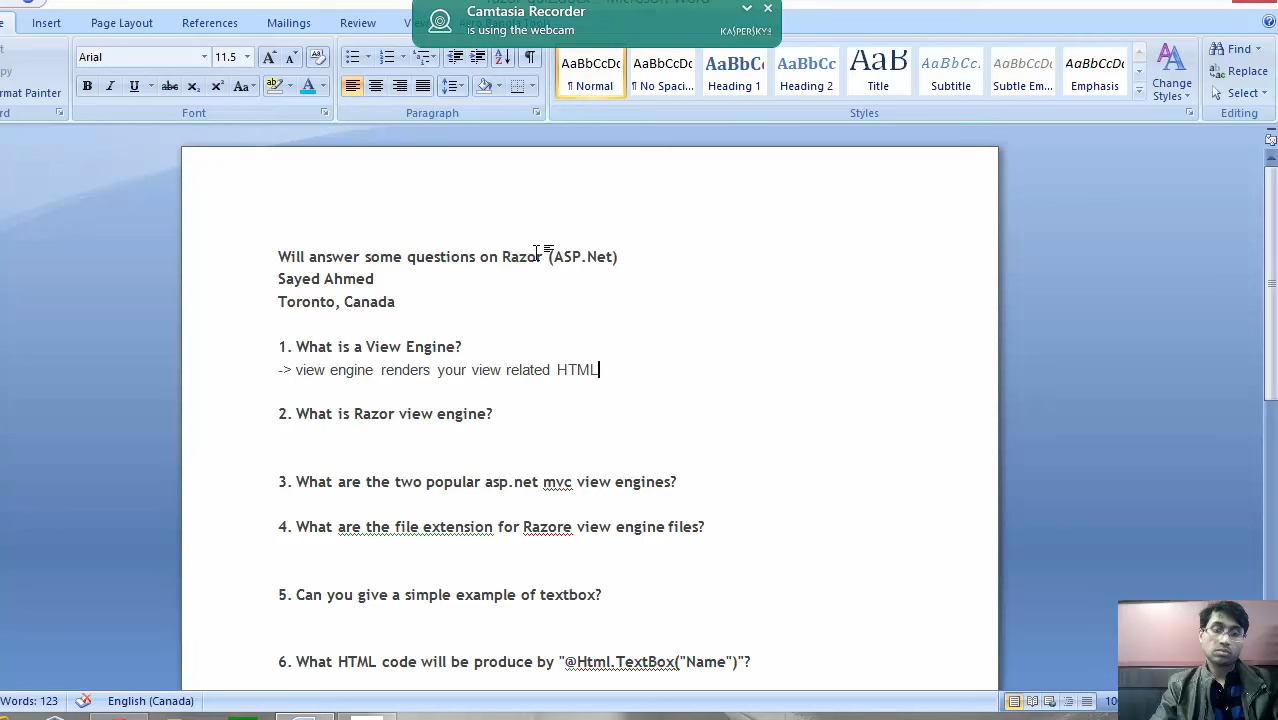 Camtasia Recorder
is using the webcam
KASPERSKY
Insert Page Layout References Mailings Review
Find
Arial 11.5
Replace
Format Painter
Select
AaBbCcDc AaBbCcDc AaBbC AaBbCc AaB AaBbCc. AaBbCcDc AaBbCcDc
¶ Normal ¶ No Spaci... Heading 1 Heading 2 Title Subtitle Subtle Em... Emphasis
Change Styles
Font Paragraph Styles Editing
Will answer some questions on Razor (ASP.Net)
Sayed Ahmed
Toronto, Canada
1. What is a View Engine?
-> view engine renders your view related HTML
2. What is Razor view engine?
3. What are the two popular asp.net mvc view engines?
4. What are the file extension for Razore view engine files?
5. Can you give a simple example of textbox?
6. What HTML code will be produce by "@Html.TextBox("Name")"?
Words: 123 English (Canada)